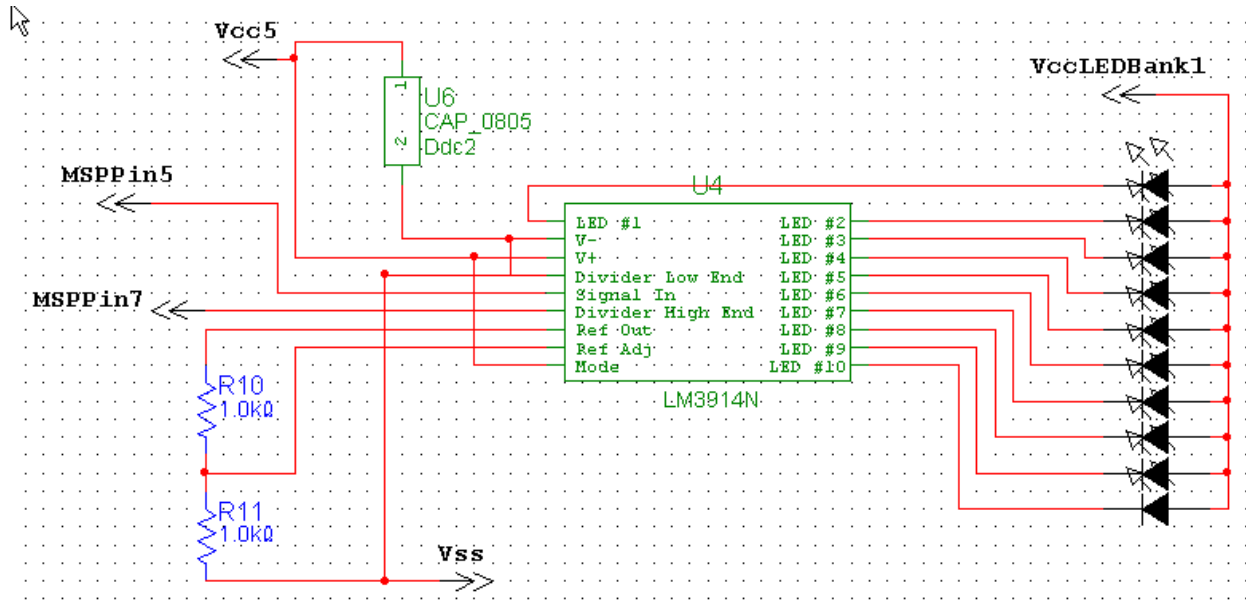 Vcc5
VccLEDBank1
1
2
U6
CAP_0805
Ddc2
MSPPin5
U4
LED #1
V-
V+
Divider Low End
Signal In
Divider High End
Ref Out
Ref Adj
Mode
LED #2
LED #3
LED #4
LED #5
LED #6
LED #7
LED #8
LED #9
LED #10
LM3914N
MSPPin7
R10
1.0kΩ
R11
1.0kΩ
Vss